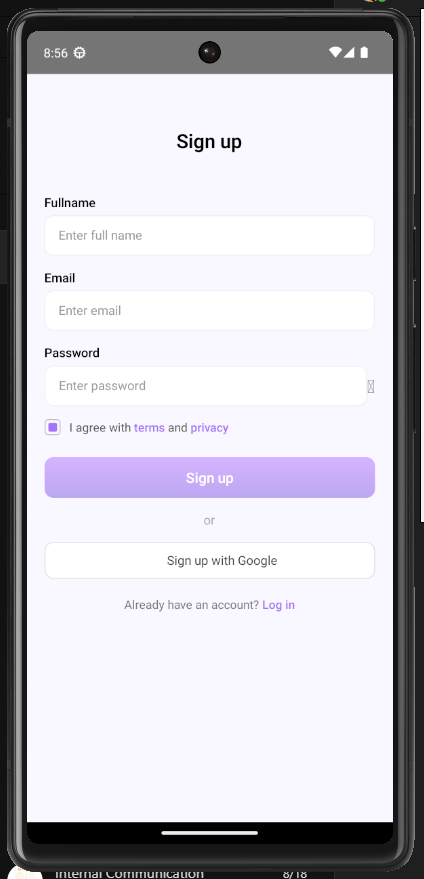 8:56
Sign up
Fullname
Enter full name
Email
Enter email
Password
Enter password
I agree with terms and privacy
Sign up
or
Sign up with Google
Already have an account? Log in
Internal Communication 8/18